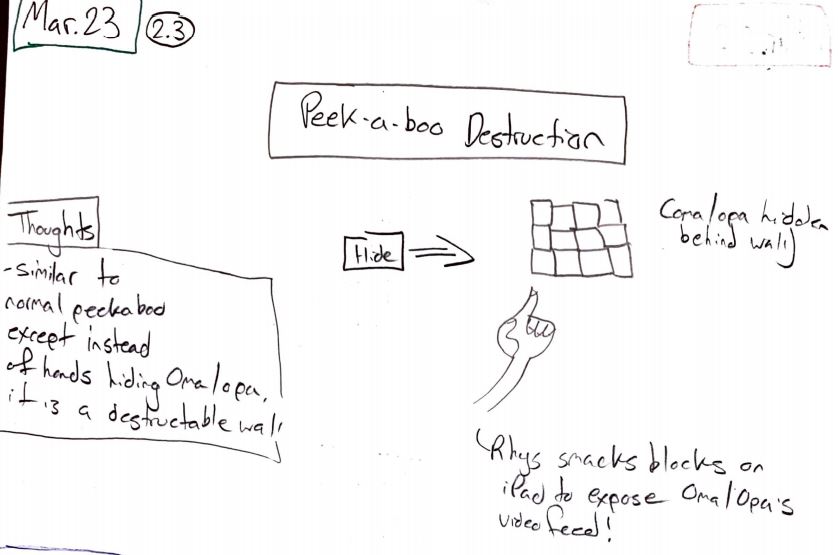 Mar. 23
2.3
Peek-a-boo Destruction
Thoughts
-similar to
normal peekaboo
except instead
of hands hiding Oma/opa,
it is a destructable wall
Hide
Oma/opa hidden
behind wall
Rhys smacks blocks on
iPad to expose Oma/Opa's
video feed!